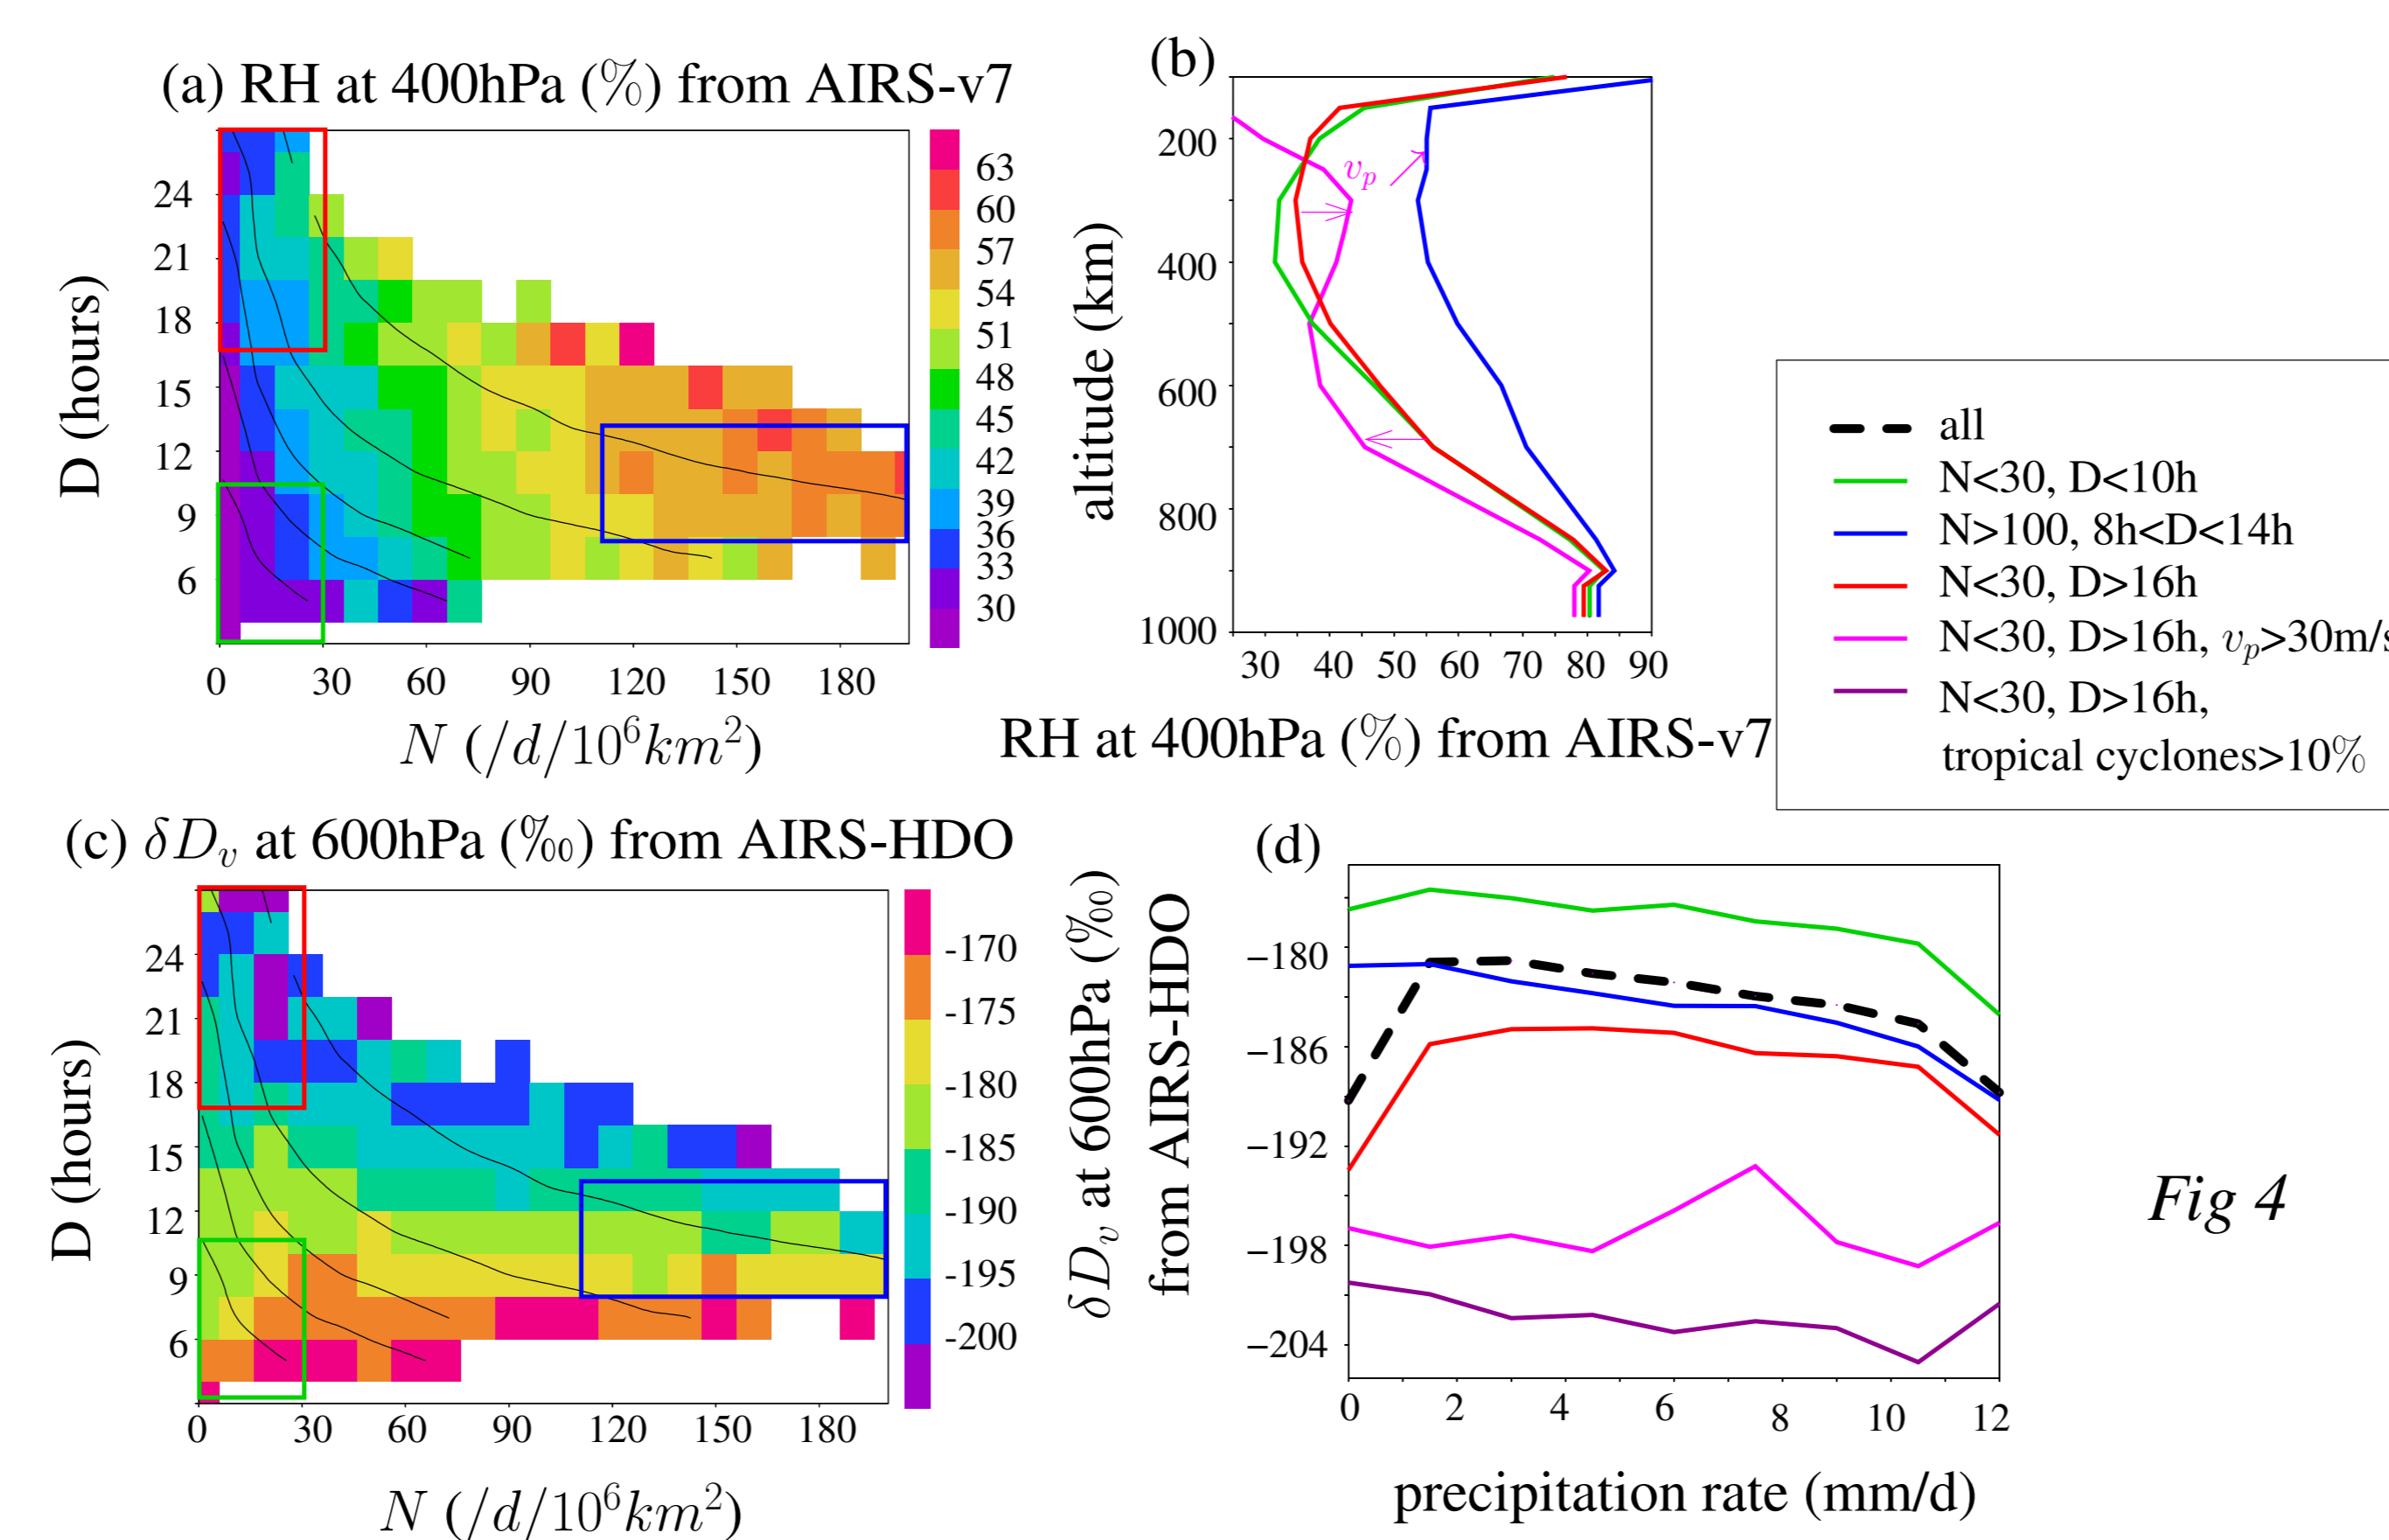 (a) RH at 400hPa (%) from AIRS-v7
24
21
18
15
12
9
6
D (hours)
0 30 60 90 120 150 180
N (/d/10⁶km²)
63
60
57
54
51
48
45
42
39
36
33
30
(b)
200
400
600
800
1000
altitude (km)
v_p
30 40 50 60 70 80 90
RH at 400hPa (%) from AIRS-v7
all
N<30, D<10h
N>100, 8h<D<14h
N<30, D>16h
N<30, D>16h, v_p>30m/s
N<30, D>16h,
tropical cyclones>10%
(c) δD_v at 600hPa (‰) from AIRS-HDO
24
21
18
15
12
9
6
D (hours)
0 30 60 90 120 150 180
N (/d/10⁶km²)
-170
-175
-180
-185
-190
-195
-200
(d)
δD_v at 600hPa (‰)
from AIRS-HDO
−180
−186
−192
−198
−204
0 2 4 6 8 10 12
precipitation rate (mm/d)
Fig 4